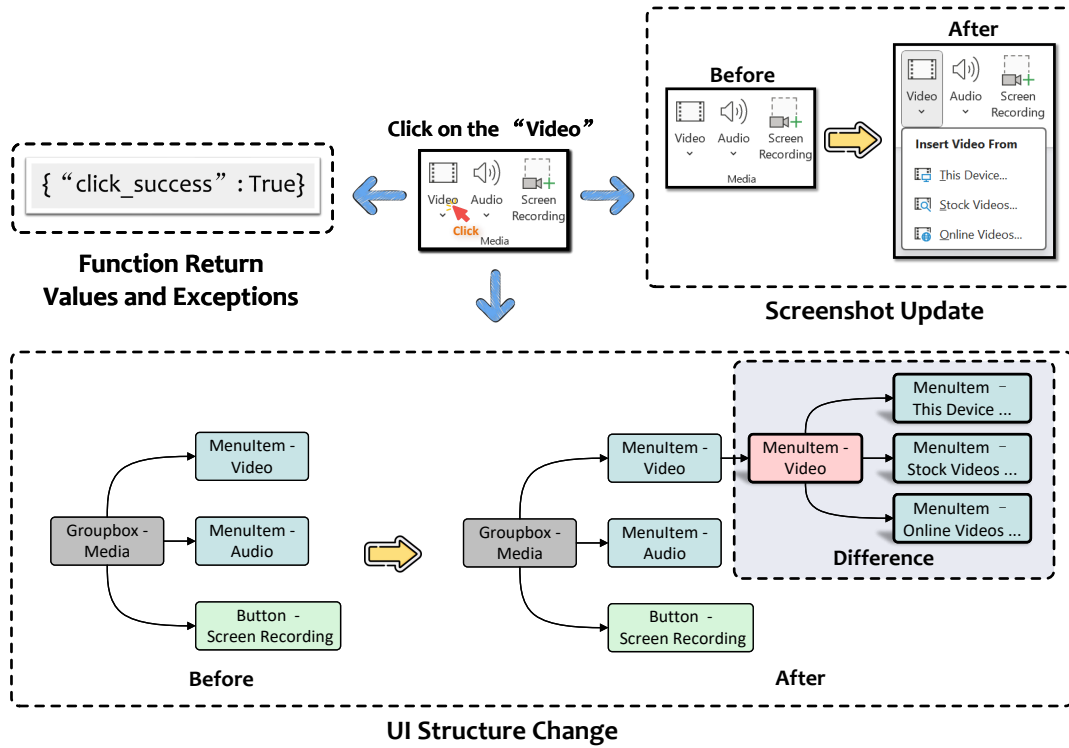 Click on the “Video”
Video
Audio
Screen
Recording
Click
Media
{ “click_success” : True}
Function Return
Values and Exceptions
Before
Video
Audio
Screen
Recording
Media
After
Video
Audio
Screen
Recording
Insert Video From
This Device...
Stock Videos...
Online Videos...
Screenshot Update
Groupbox -
Media
MenuItem -
Video
MenuItem -
Audio
Button -
Screen Recording
Before
Groupbox -
Media
MenuItem -
Video
MenuItem -
Audio
Button -
Screen Recording
MenuItem -
Video
MenuItem –
This Device ...
MenuItem –
Stock Videos ...
MenuItem –
Online Videos ...
Difference
After
UI Structure Change